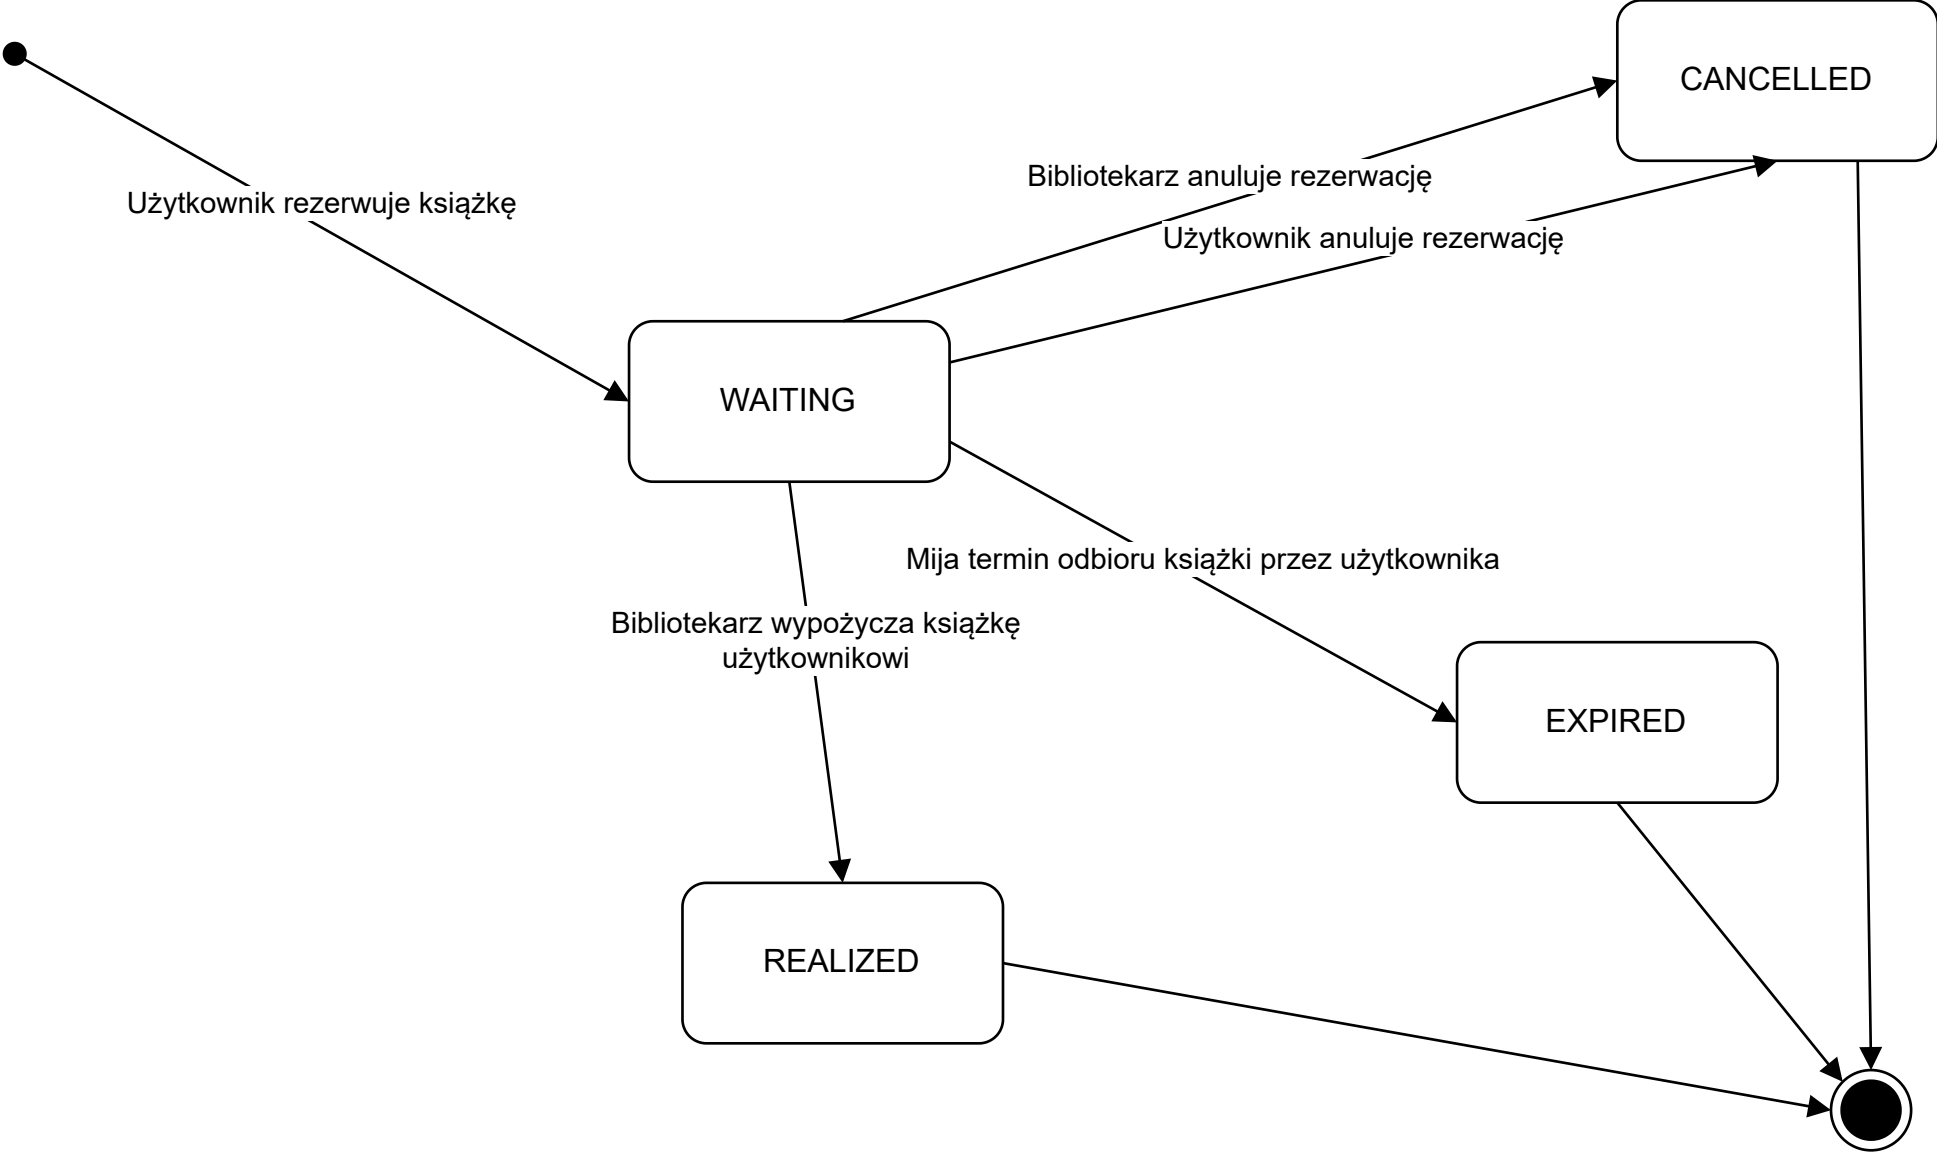 CANCELLED
Bibliotekarz anuluje rezerwację
Użytkownik rezerwuje książkę
Użytkownik anuluje rezerwację
WAITING
Mija termin odbioru książki przez użytkownika
Bibliotekarz wypożycza książkę
użytkownikowi
EXPIRED
REALIZED